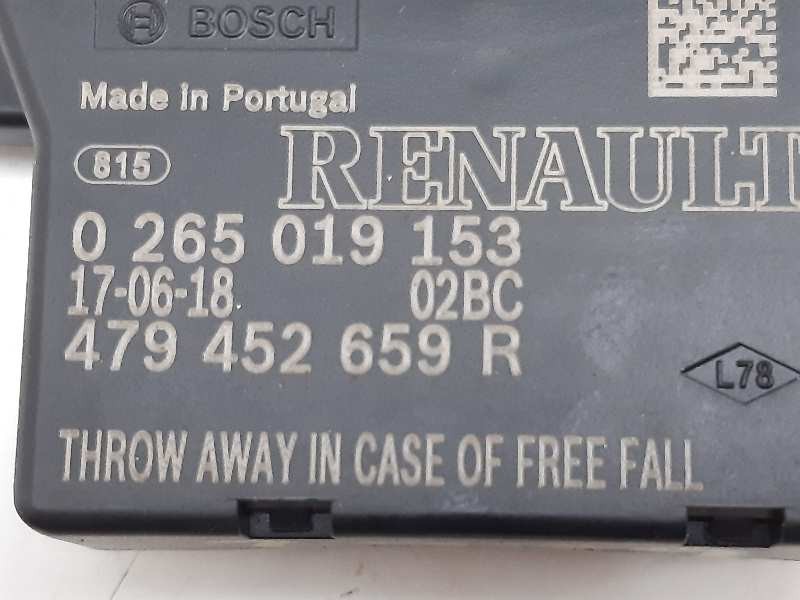 BOSCH
Made in Portugal
815 RENAULT
0 265 019 153
17-06-18 02BC
479 452 659 R
L78
THROW AWAY IN CASE OF FREE FALL